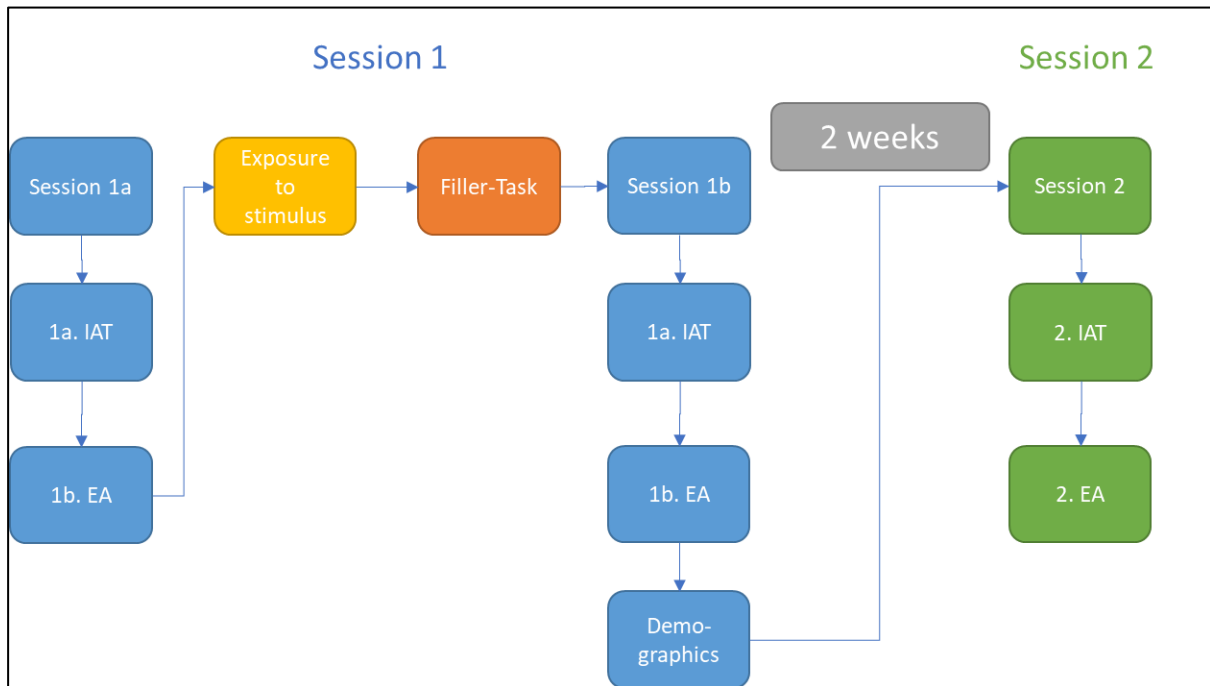 Session 1
Session 2
2 weeks
Session 1a
Exposure
to
stimulus
Filler-Task
Session 1b
Session 2
1a. IAT
1a. IAT
2. IAT
1b. EA
1b. EA
2. EA
Demo-
graphics